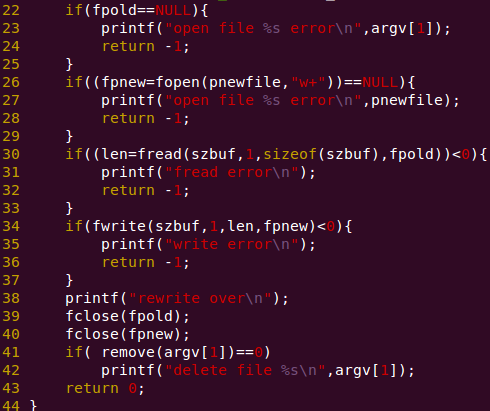 22     if(fpold==NULL){
23         printf("open file %s error\n",argv[1]);
24         return -1;
25     }
26     if((fpnew=fopen(pnewfile,"w+"))==NULL){
27         printf("open file %s error\n",pnewfile);
28         return -1;
29     }
30     if((len=fread(szbuf,1,sizeof(szbuf),fpold))<0){
31         printf("fread error\n");
32         return -1;
33     }
34     if(fwrite(szbuf,1,len,fpnew)<0){
35         printf("write error\n");
36         return -1;
37     }
38     printf("rewrite over\n");
39     fclose(fpold);
40     fclose(fpnew);
41     if( remove(argv[1])==0)
42         printf("delete file %s\n",argv[1]);
43     return 0;
44 }